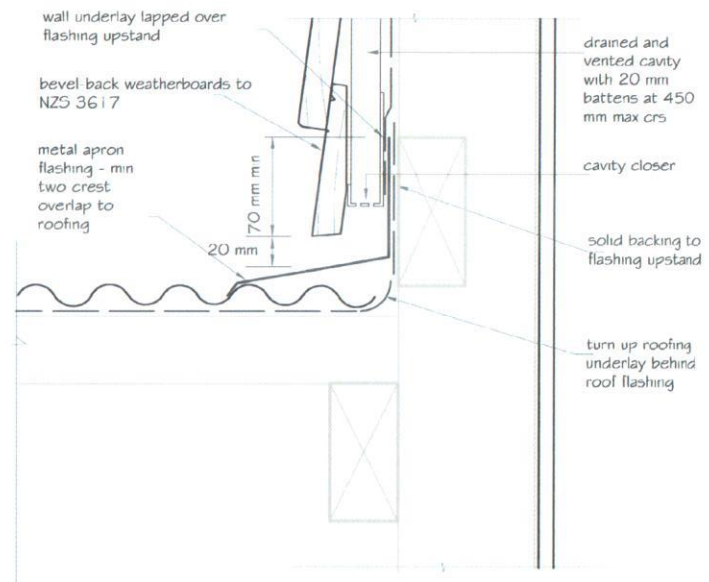 wall underlay lapped over
flashing upstand
bevel-back weatherboards to
NZS 3617
metal apron
flashing - min
two crest
overlap to
roofing
70 mm min
20 mm
drained and
vented cavity
with 20 mm
battens at 450
mm max crs
cavity closer
solid backing to
flashing upstand
turn up roofing
underlay behind
roof flashing